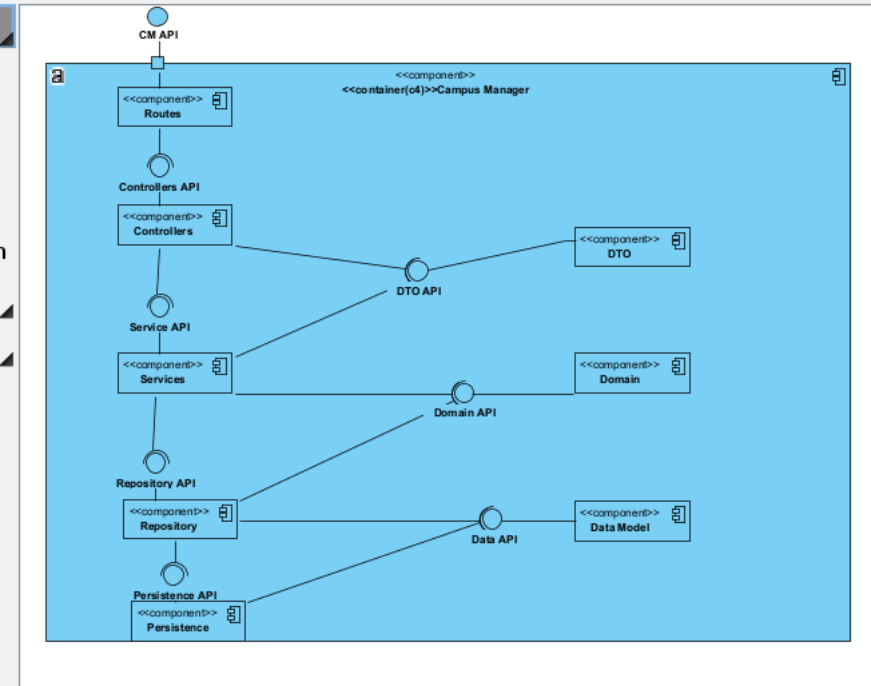 CM API
a
<<component>>
<<container(c4)>>Campus Manager
<<component>>
Routes
Controllers API
<<component>>
Controllers
<<component>>
DTO
DTO API
n
Service API
<<component>>
Services
<<component>>
Domain
Domain API
Repository API
<<component>>
Repository
<<component>>
Data Model
Data API
Persistence API
<<component>>
Persistence